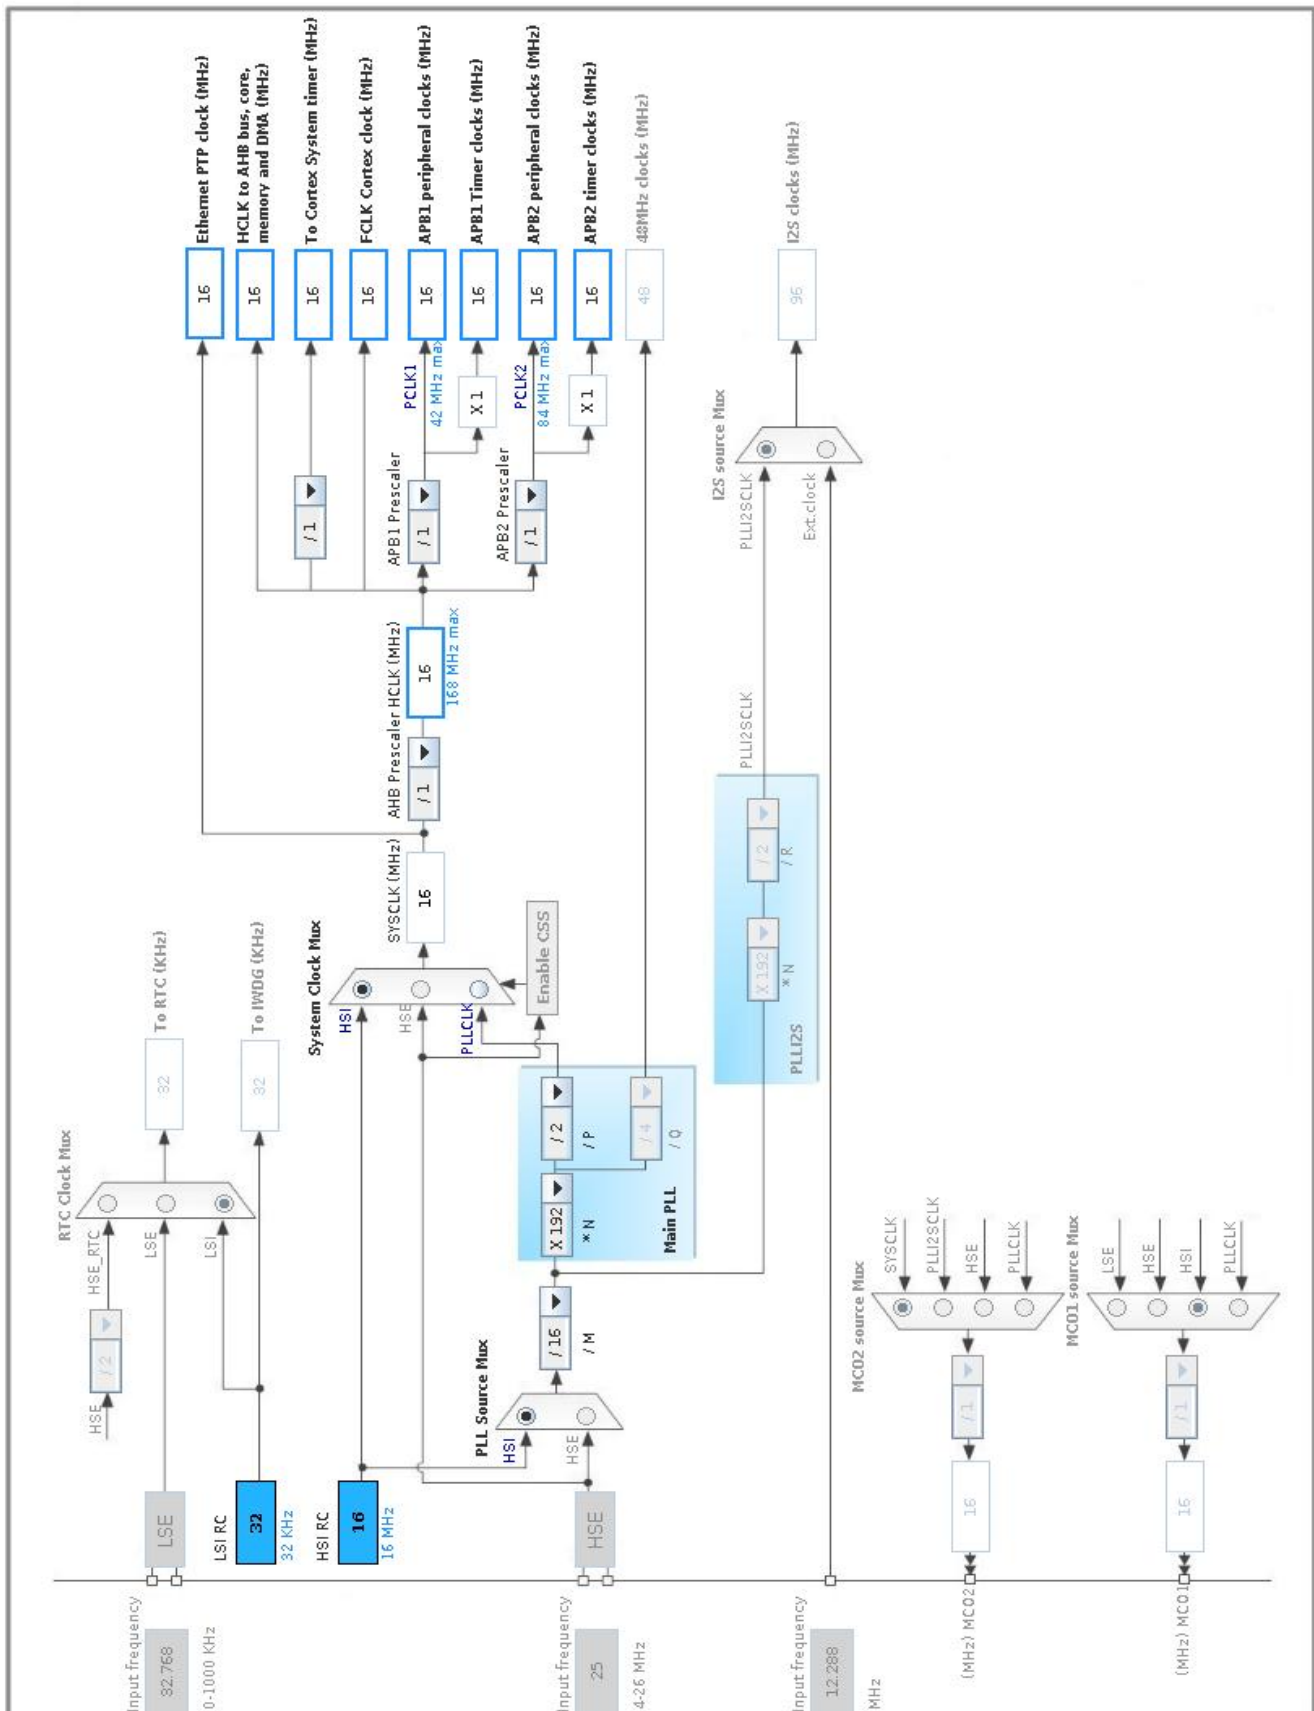 Input frequency
32.768
0-1000 KHz
LSE
HSE
/ 2
HSE_RTC
LSE
LSI
RTC Clock Mux
32
To RTC (KHz)
LSI RC
32
32 KHz
32
To IWDG (KHz)
HSI RC
16
16 MHz
Input frequency
25
4-26 MHz
HSE
PLL Source Mux
HSI
HSE
/ 16
/ M
X 192
* N
/ 2
/ P
/ 4
/ Q
Main PLL
System Clock Mux
HSI
HSE
PLLCLK
Enable CSS
SYSCLK (MHz)
16
AHB Prescaler
/ 1
HCLK (MHz)
16
168 MHz max
/ 1
APB1 Prescaler
/ 1
PCLK1
42 MHz max
X 1
APB2 Prescaler
/ 1
PCLK2
84 MHz max
X 1
16
Ethernet PTP clock (MHz)
16
HCLK to AHB bus, core,
memory and DMA (MHz)
16
To Cortex System timer (MHz)
16
FCLK Cortex clock (MHz)
16
APB1 peripheral clocks (MHz)
16
APB1 Timer clocks (MHz)
16
APB2 peripheral clocks (MHz)
16
APB2 timer clocks (MHz)
48
48MHz clocks (MHz)
X 192
* N
/ 2
/ R
PLLI2S
PLLI2SCLK
PLLI2SCLK
Ext.clock
I2S source Mux
96
I2S clocks (MHz)
Input frequency
12.288
MHz
(MHz) MCO2
16
/ 1
MCO2 source Mux
SYSCLK
PLLI2SCLK
HSE
PLLCLK
(MHz) MCO1
16
/ 1
MCO1 source Mux
LSE
HSE
HSI
PLLCLK